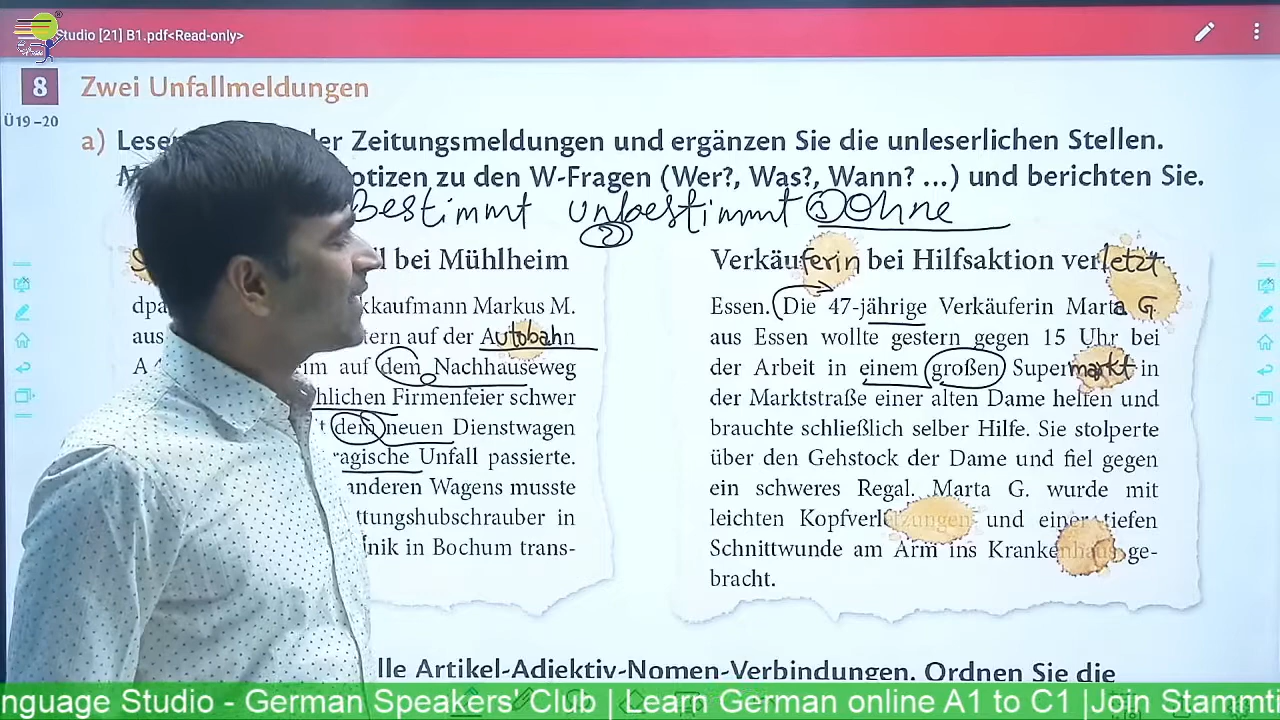 Studio [21] B1.pdf<Read-only>
8 Zwei Unfallmeldungen
Ü19–20
a) Lesen er Zeitungsmeldungen und ergänzen Sie die unleserlichen Stellen.
otizen zu den W-Fragen (Wer?, Was?, Wann? ...) und berichten Sie.
Bestimmt unbestimmt ③ Ohne
②
l bei Mühlheim
dpa kkaufmann Markus M.
aus tern auf der Autobahn
A im auf dem Nachhauseweg
hlichen Firmenfeier schwer
t dem neuen Dienstwagen
ragische Unfall passierte.
anderen Wagens musste
ttungshubschrauber in
inik in Bochum trans-
Verkäuferin bei Hilfsaktion verletzt
Essen. Die 47-jährige Verkäuferin Marta G.
aus Essen wollte gestern gegen 15 Uhr bei
der Arbeit in einem großen Supermarkt in
der Marktstraße einer alten Dame helfen und
brauchte schließlich selber Hilfe. Sie stolperte
über den Gehstock der Dame und fiel gegen
ein schweres Regal. Marta G. wurde mit
leichten Kopfverletzungen und einer tiefen
Schnittwunde am Arm ins Krankenhaus ge-
bracht.
lle Artikel-Adjektiv-Nomen-Verbindungen. Ordnen Sie die
nguage Studio - German Speakers' Club | Learn German online A1 to C1 |Join Stammti